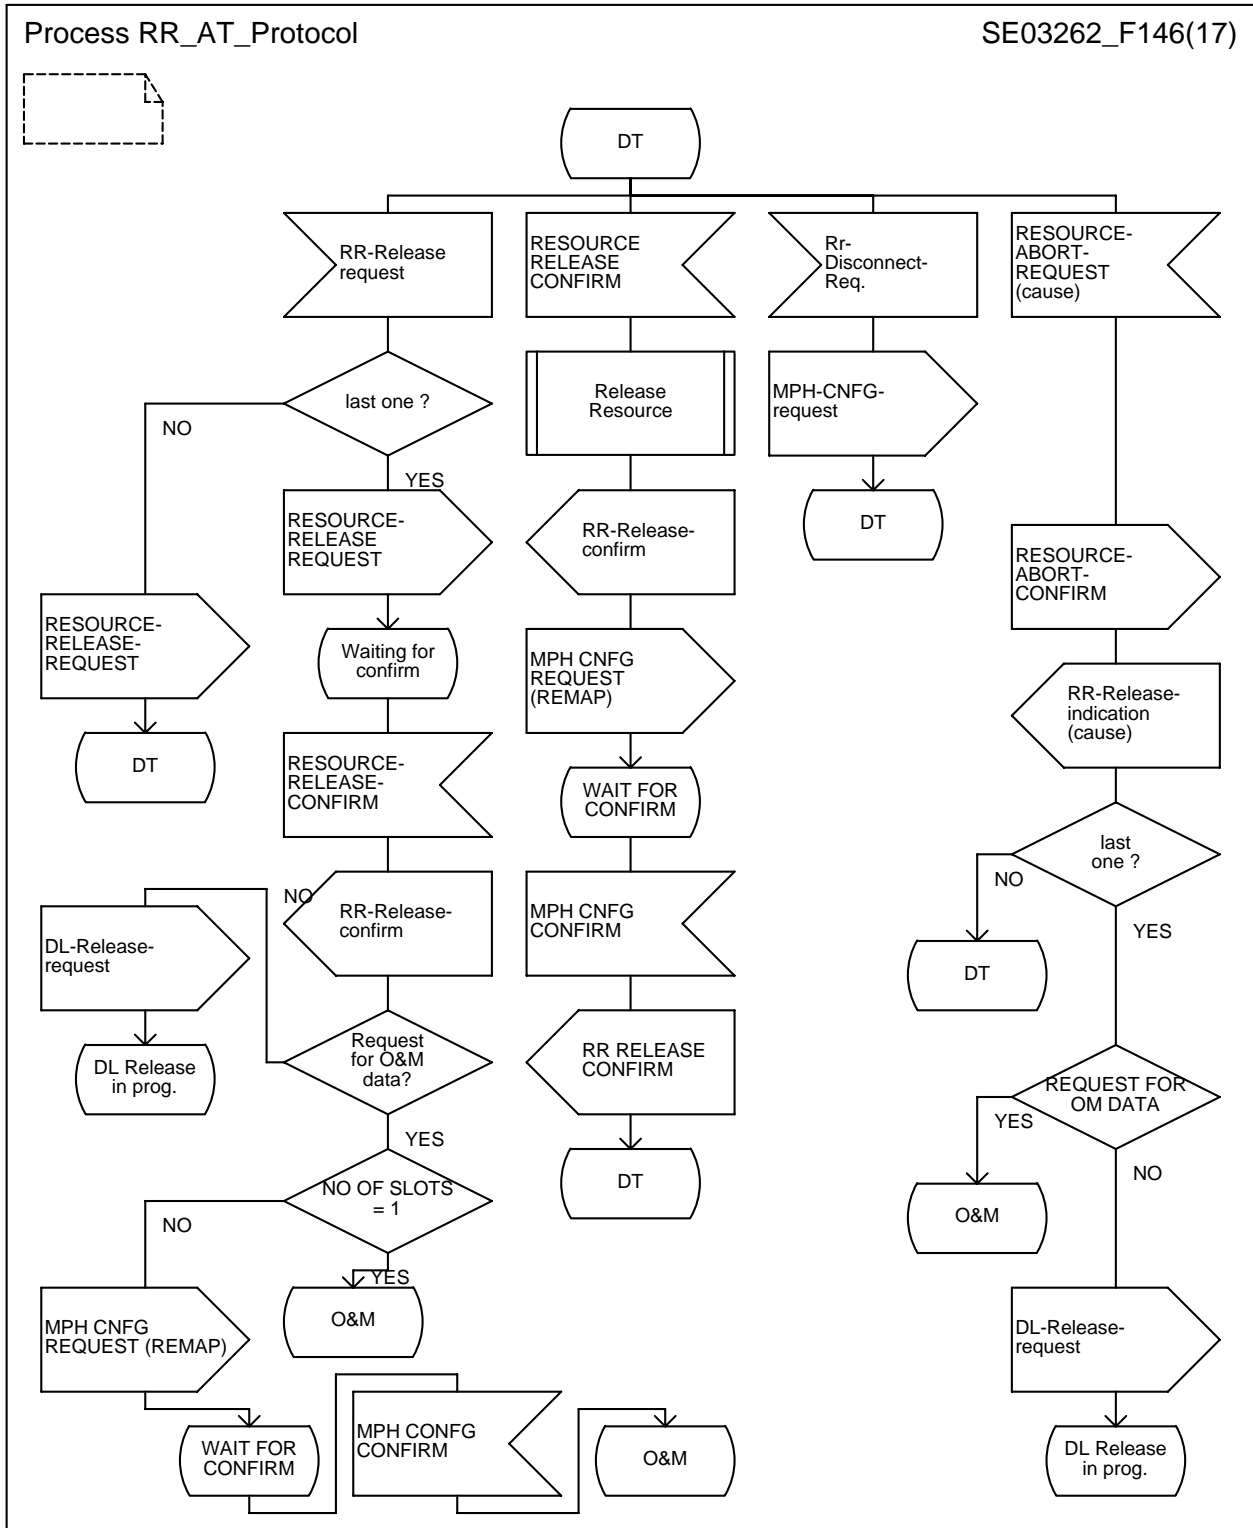 Process RR_AT_Protocol
SE03262_F146(17)
DT
RR-Release
request
RESOURCE
RELEASE
CONFIRM
Rr-
Disconnect-
Req.
RESOURCE-
ABORT-
REQUEST
(cause)
last one ?
NO
YES
Release
Resource
MPH-CNFG-
request
DT
RESOURCE-
RELEASE
REQUEST
RR-Release-
confirm
RESOURCE-
ABORT-
CONFIRM
RESOURCE-
RELEASE-
REQUEST
DT
Waiting for
confirm
MPH CNFG
REQUEST
(REMAP)
RR-Release-
indication
(cause)
RESOURCE-
RELEASE-
CONFIRM
WAIT FOR
CONFIRM
last
one ?
NO
YES
DT
NO
RR-Release-
confirm
MPH CNFG
CONFIRM
DL-Release-
request
DL Release
in prog.
Request
for O&M
data?
YES
RR RELEASE
CONFIRM
DT
REQUEST FOR
OM DATA
YES
NO
O&M
NO OF SLOTS
= 1
NO
YES
O&M
MPH CNFG
REQUEST (REMAP)
DL-Release-
request
WAIT FOR
CONFIRM
MPH CONFG
CONFIRM
O&M
DL Release
in prog.